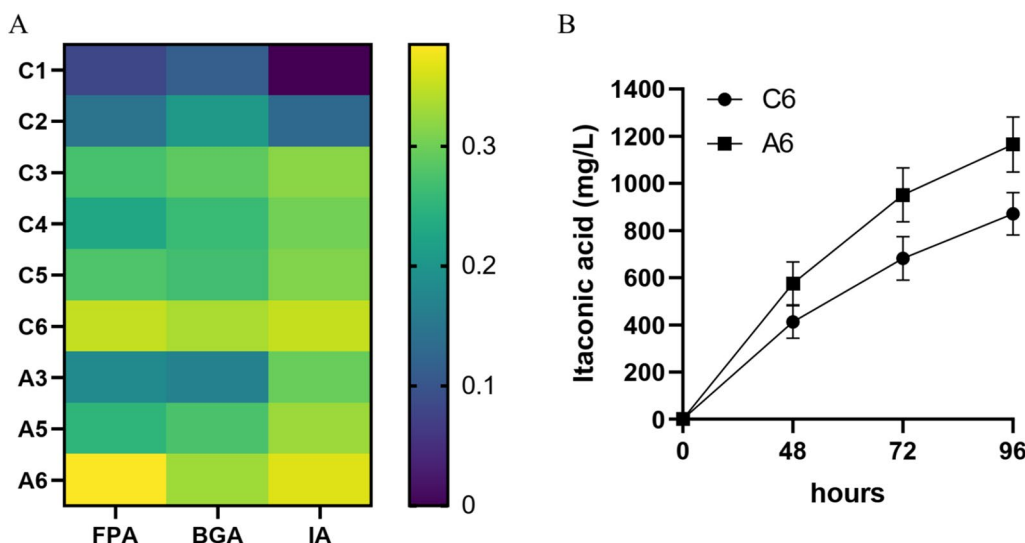 A
C1
C2
C3
C4
C5
C6
A3
A5
A6
FPA BGA IA
0.3
0.2
0.1
0
B
C6
A6
Itaconic acid (mg/L)
1400
1200
1000
800
600
400
200
0
0 48 72 96
hours